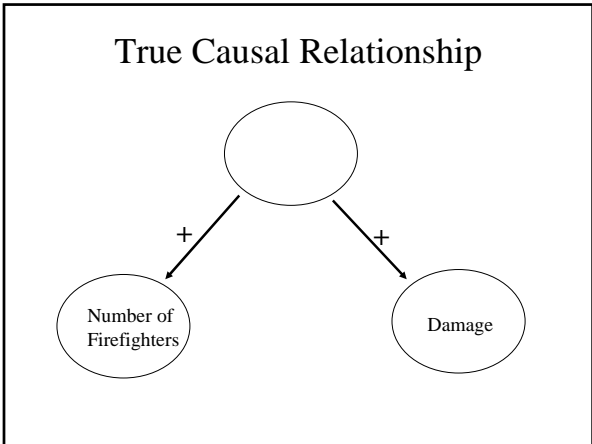 True Causal Relationship
+
+
Number of
Firefighters
Damage